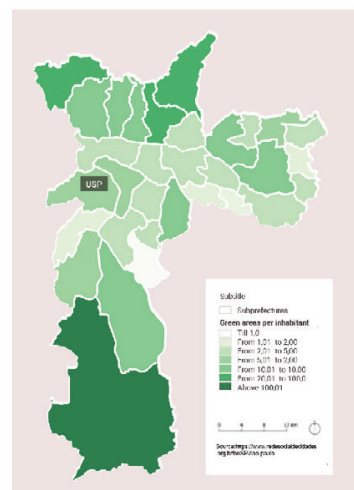 USP
Subtitle
Subprefectures
Green areas per inhabitant
Till 1.0
From 1,01 to 2,00
From 2,01 to 5,00
From 5,01 to 2,00
From 10,01 to 10,00
From 20,01 to 100,0
Above 100,01
0 4 8 12 km